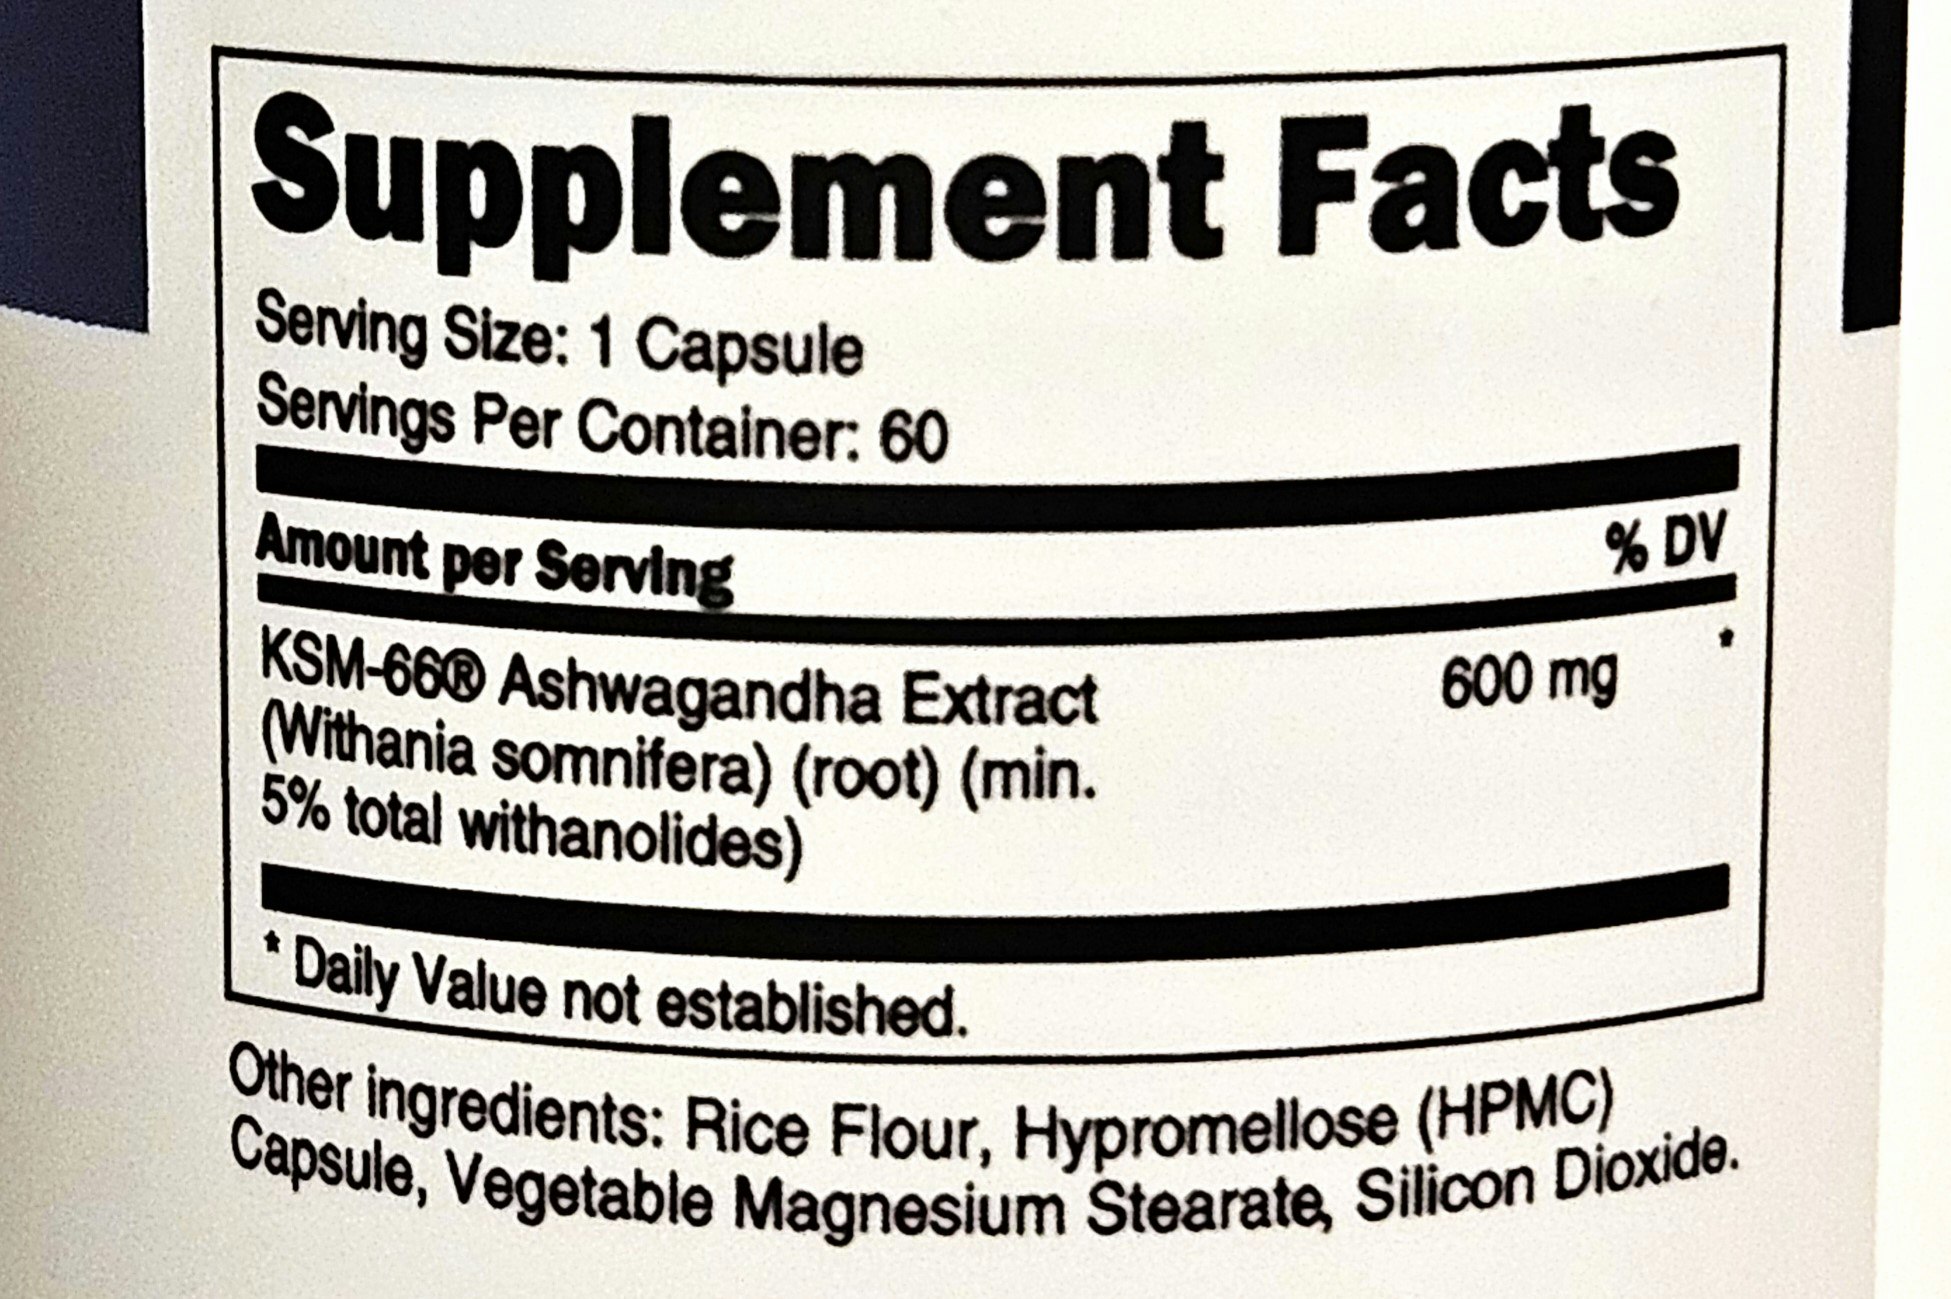 Supplement Facts
Serving Size: 1 Capsule
Servings Per Container: 60
Amount per Serving % DV
KSM-66® Ashwagandha Extract 600 mg *
(Withania somnifera) (root) (min.
5% total withanolides)
* Daily Value not established.
Other ingredients: Rice Flour, Hypromellose (HPMC)
Capsule, Vegetable Magnesium Stearate, Silicon Dioxide.